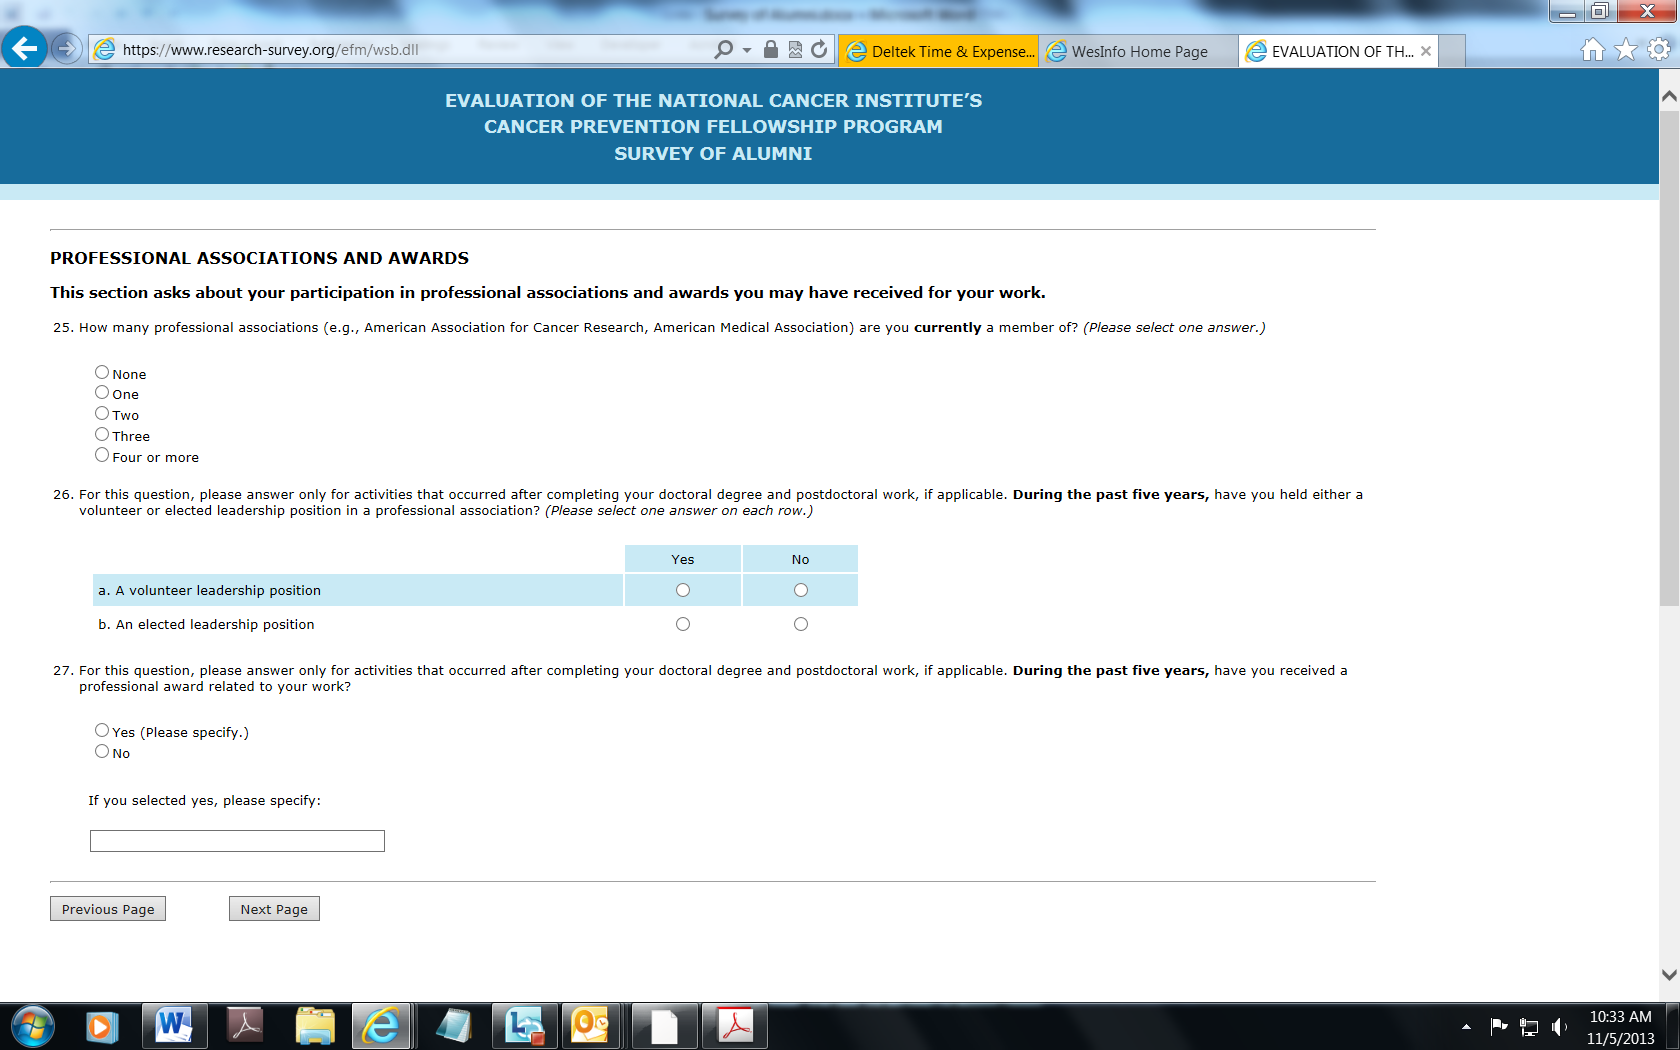 https://www.research-survey.org/efm/wsb.dll
Deltek Time & Expense...
WesInfo Home Page
EVALUATION OF TH...
EVALUATION OF THE NATIONAL CANCER INSTITUTE’S
CANCER PREVENTION FELLOWSHIP PROGRAM
SURVEY OF ALUMNI
PROFESSIONAL ASSOCIATIONS AND AWARDS
This section asks about your participation in professional associations and awards you may have received for your work.
25. How many professional associations (e.g., American Association for Cancer Research, American Medical Association) are you currently a member of? (Please select one answer.)
None
One
Two
Three
Four or more
26. For this question, please answer only for activities that occurred after completing your doctoral degree and postdoctoral work, if applicable. During the past five years, have you held either a
volunteer or elected leadership position in a professional association? (Please select one answer on each row.)
Yes No
a. A volunteer leadership position
b. An elected leadership position
27. For this question, please answer only for activities that occurred after completing your doctoral degree and postdoctoral work, if applicable. During the past five years, have you received a
professional award related to your work?
Yes (Please specify.)
No
If you selected yes, please specify:
Previous Page Next Page
10:33 AM
11/5/2013